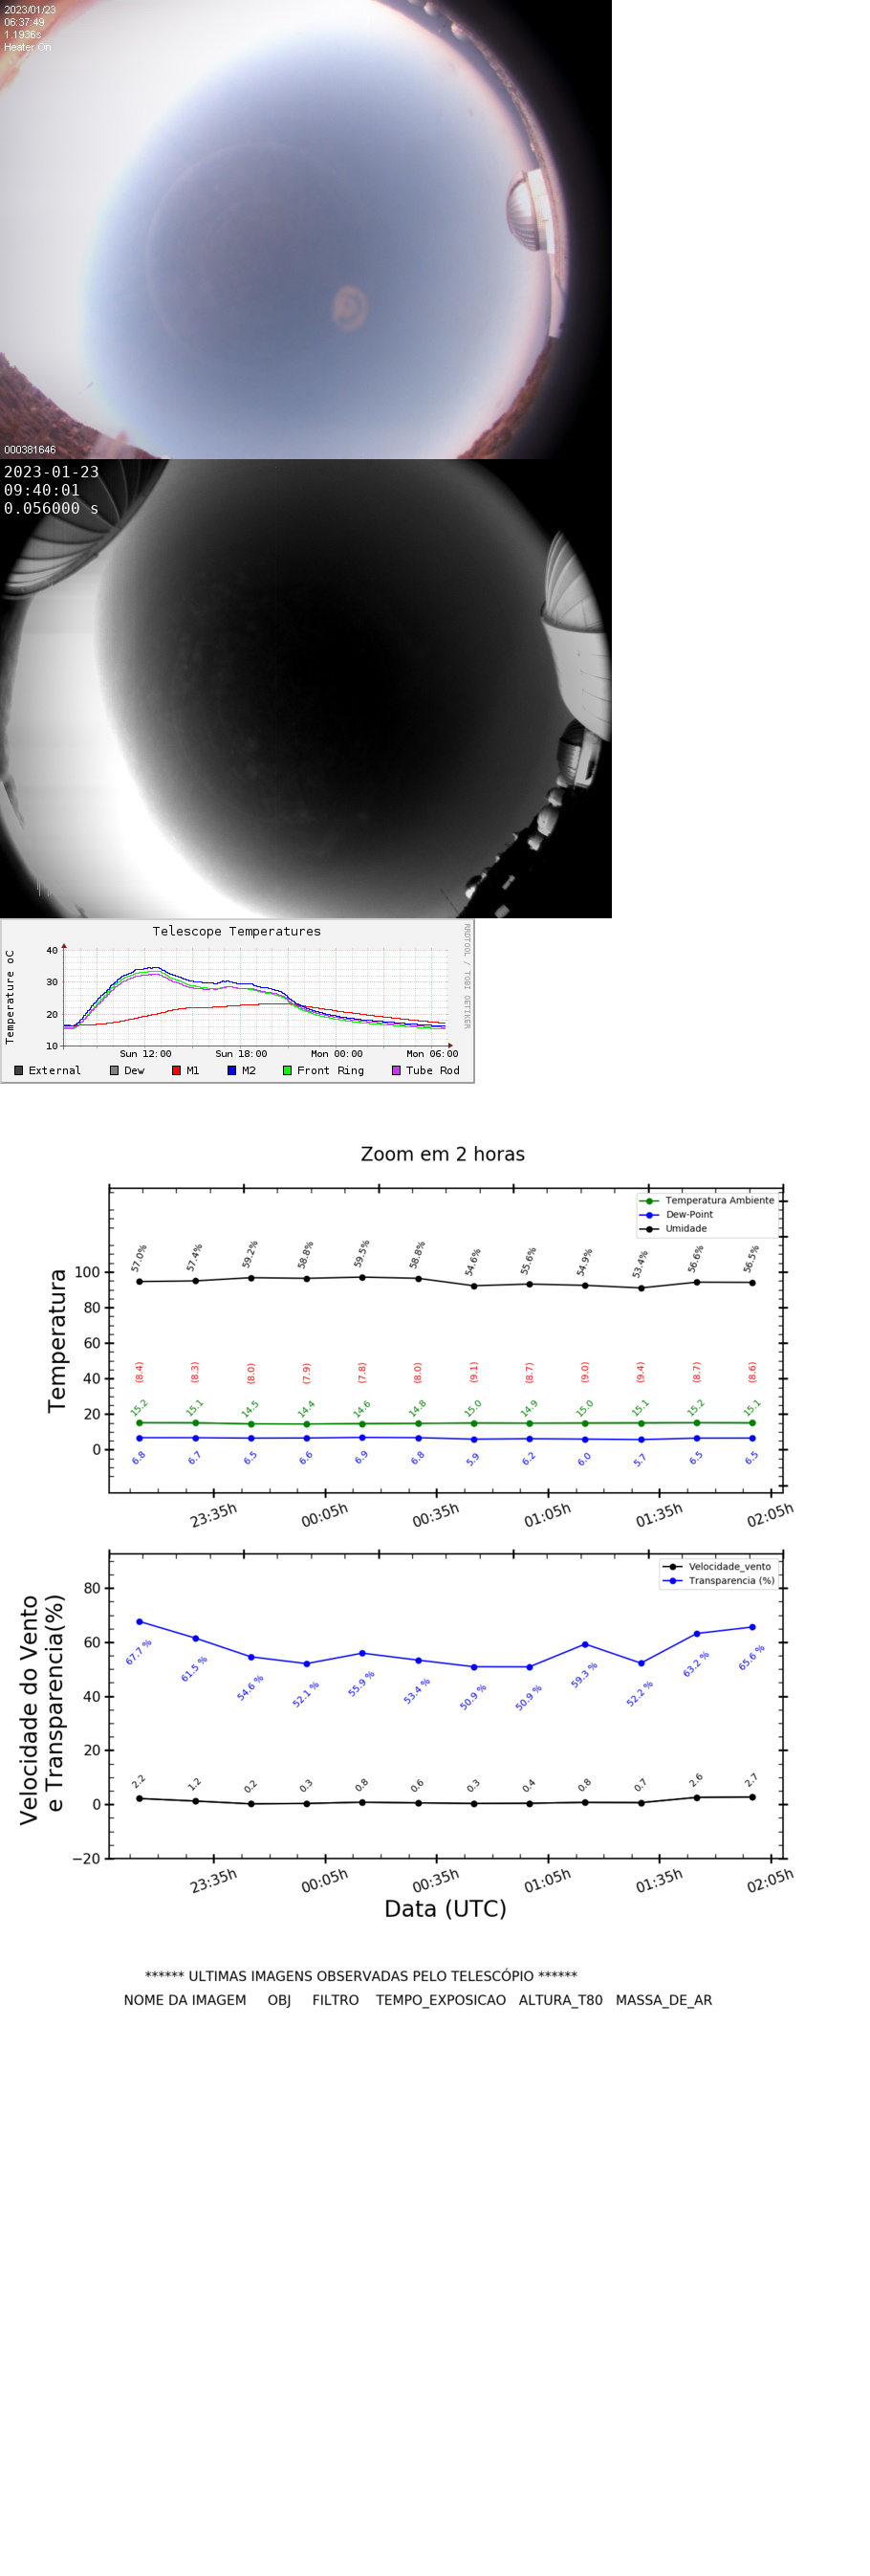 2023/01/23
06:37:49
1.1936s
Heater On
000381646
2023-01-23
09:40:01
0.056000 s
Telescope Temperatures
RRDTOOL / TOBI OETIKER
Temperature oC
40
30
20
10
Sun 12:00 Sun 18:00 Mon 00:00 Mon 06:00
External Dew M1 M2 Front Ring Tube Rod
Zoom em 2 horas
Temperatura Ambiente
Dew-Point
Umidade
Temperatura
100
80
60
40
20
0
57.0% 57.4% 59.2% 58.8% 59.5% 58.8% 54.6% 55.6% 54.9% 53.4% 56.6% 56.5%
(8.4) (8.3) (8.0) (7.9) (7.8) (8.0) (9.1) (8.7) (9.0) (9.4) (8.7) (8.6)
15.2 15.1 14.5 14.4 14.6 14.8 15.0 14.9 15.0 15.1 15.2 15.1
6.8 6.7 6.5 6.6 6.9 6.8 5.9 6.2 6.0 5.7 6.5 6.5
23:35h 00:05h 00:35h 01:05h 01:35h 02:05h
Velocidade_vento
Transparencia (%)
Velocidade do Vento
e Transparencia(%)
80
60
40
20
0
−20
67.7 % 61.5 % 54.6 % 52.1 % 55.9 % 53.4 % 50.9 % 50.9 % 59.3 % 52.2 % 63.2 % 65.6 %
2.2 1.2 0.2 0.3 0.8 0.6 0.3 0.4 0.8 0.7 2.6 2.7
23:35h 00:05h 00:35h 01:05h 01:35h 02:05h
Data (UTC)
****** ULTIMAS IMAGENS OBSERVADAS PELO TELESCÓPIO ******
NOME DA IMAGEM OBJ FILTRO TEMPO_EXPOSICAO ALTURA_T80 MASSA_DE_AR